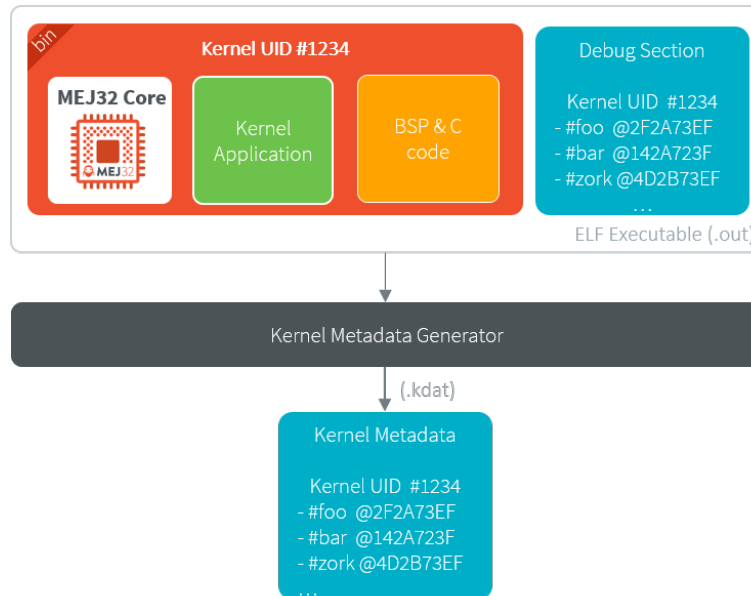 bin
Kernel UID #1234
MEJ32 Core
MEJ32
Kernel
Application
BSP & C
code
Debug Section
Kernel UID #1234
- #foo @2F2A73EF
- #bar @142A723F
- #zork @4D2B73EF
...
ELF Executable (.out)
Kernel Metadata Generator
(.kdat)
Kernel Metadata
Kernel UID #1234
- #foo @2F2A73EF
- #bar @142A723F
- #zork @4D2B73EF
...